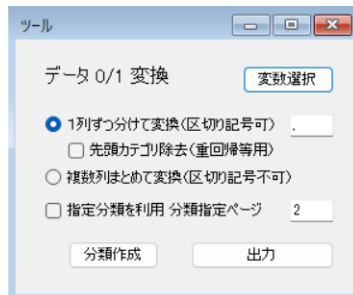 ツール
データ 0/1 変換 変数選択
1列ずつ分けて変換(区切り記号可) .
先頭カテゴリ除去(重回帰等用)
複数列まとめて変換(区切り記号不可)
指定分類を利用 分類指定ページ 2
分類作成 出力